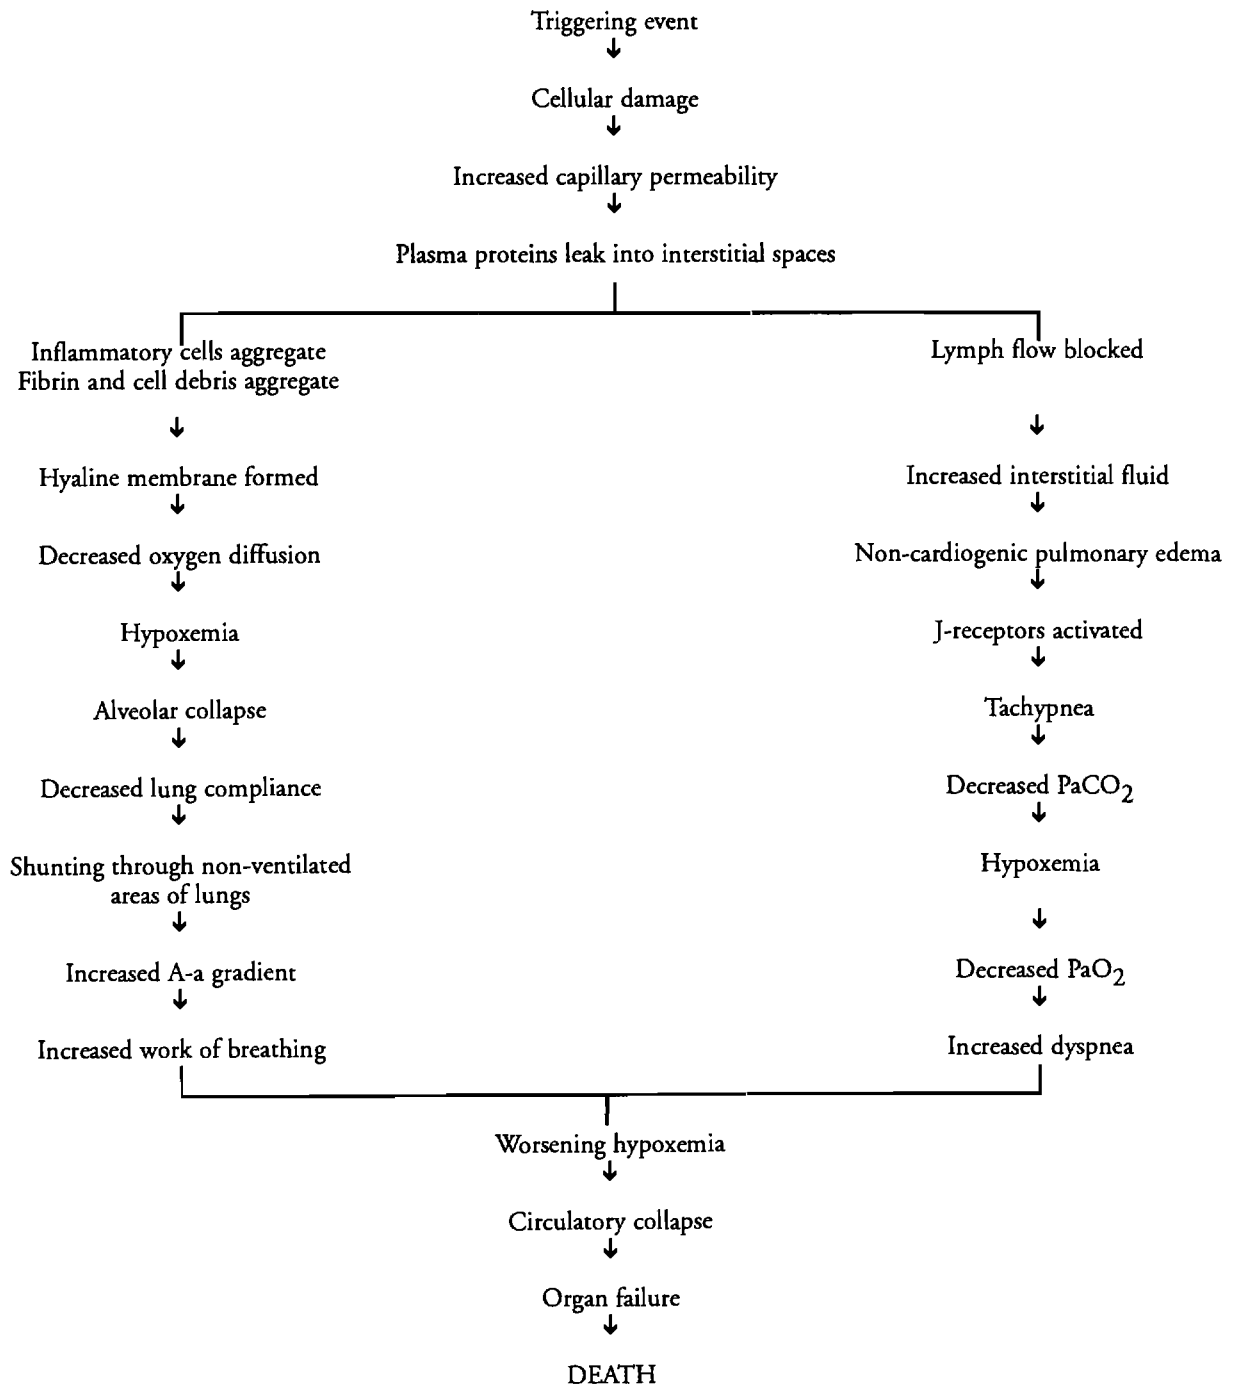 Triggering event
Cellular damage
Increased capillary permeability
Plasma proteins leak into interstitial spaces
Inflammatory cells aggregate
Fibrin and cell debris aggregate
Hyaline membrane formed
Decreased oxygen diffusion
Hypoxemia
Alveolar collapse
Decreased lung compliance
Shunting through non-ventilated
areas of lungs
Increased A-a gradient
Increased work of breathing
Lymph flow blocked
Increased interstitial fluid
Non-cardiogenic pulmonary edema
J-receptors activated
Tachypnea
Decreased PaCO2
Hypoxemia
Decreased PaO2
Increased dyspnea
Worsening hypoxemia
Circulatory collapse
Organ failure
DEATH